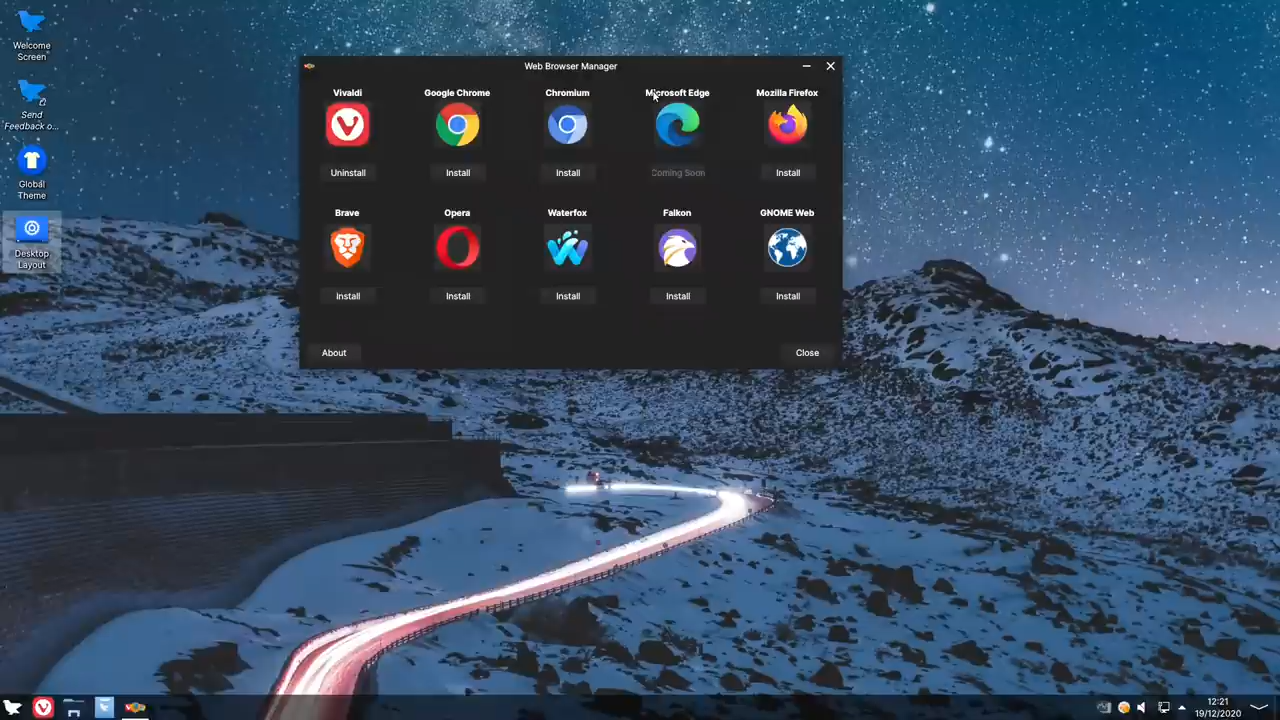 Welcome
Screen
Send
Feedback o...
Global
Theme
Desktop
Layout
Web Browser Manager
Vivaldi
Google Chrome
Chromium
Microsoft Edge
Mozilla Firefox
Uninstall
Install
Install
Coming Soon
Install
Brave
Opera
Waterfox
Falkon
GNOME Web
Install
Install
Install
Install
Install
About
Close
12:21
19/12/2020